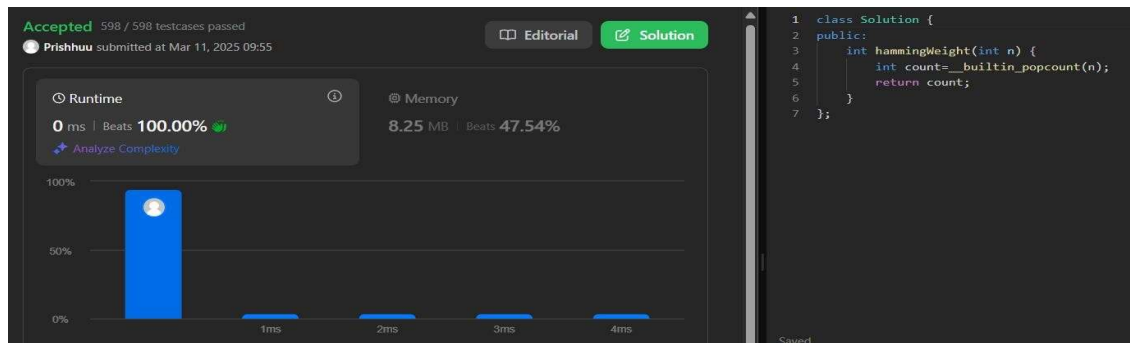 Accepted 598 / 598 testcases passed
Prishhuu submitted at Mar 11, 2025 09:55
Editorial
Solution
Runtime
0 ms | Beats 100.00%
Analyze Complexity
Memory
8.25 MB | Beats 47.54%
100%
50%
0%
1ms 2ms 3ms 4ms
1 class Solution {
2 public:
3     int hammingWeight(int n) {
4         int count=__builtin_popcount(n);
5         return count;
6     }
7 };
Saved